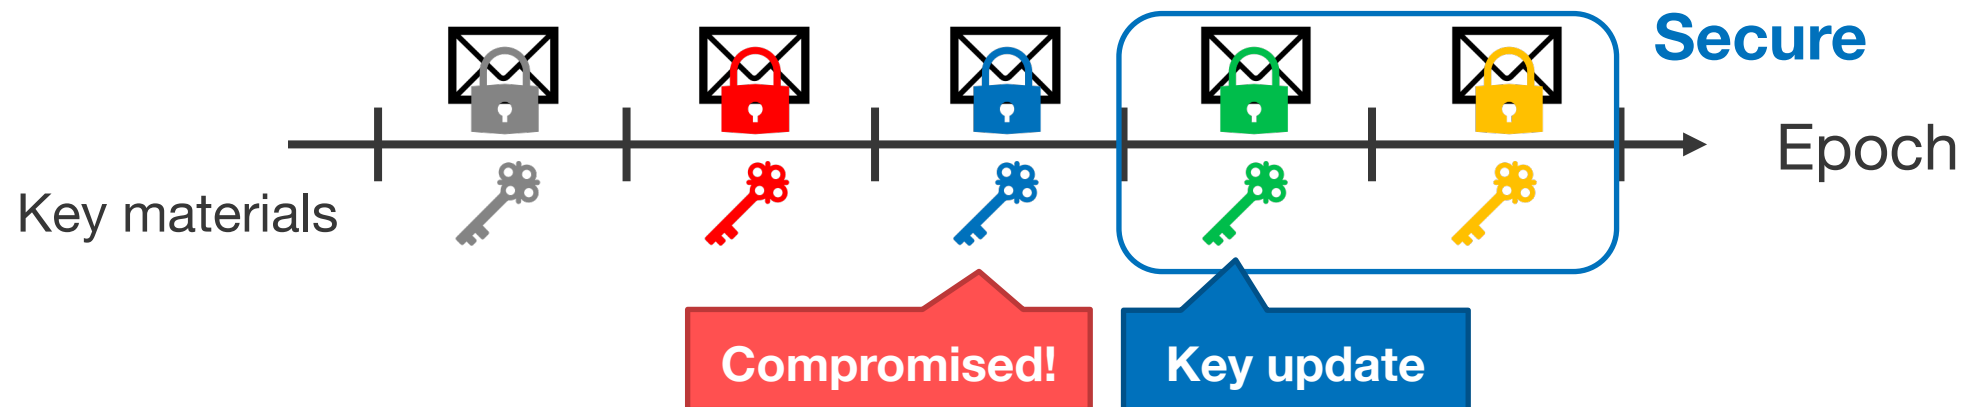 Secure
Epoch
Key materials
Compromised!
Key update